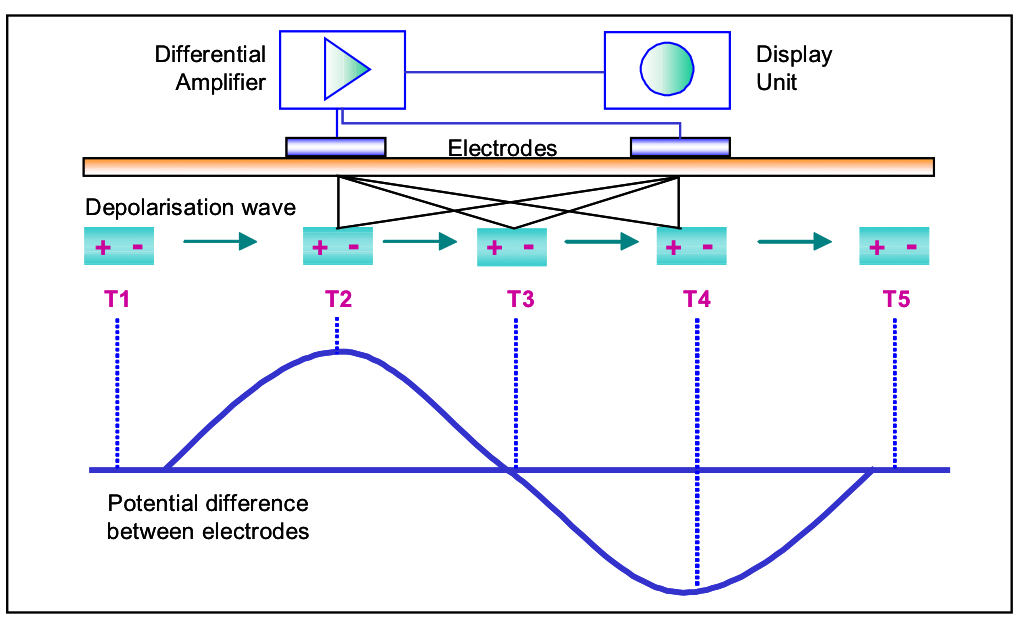 Differential
Amplifier
Display
Unit
Electrodes
Depolarisation wave
+ - + - + - + - + -
T1 T2 T3 T4 T5
Potential difference
between electrodes